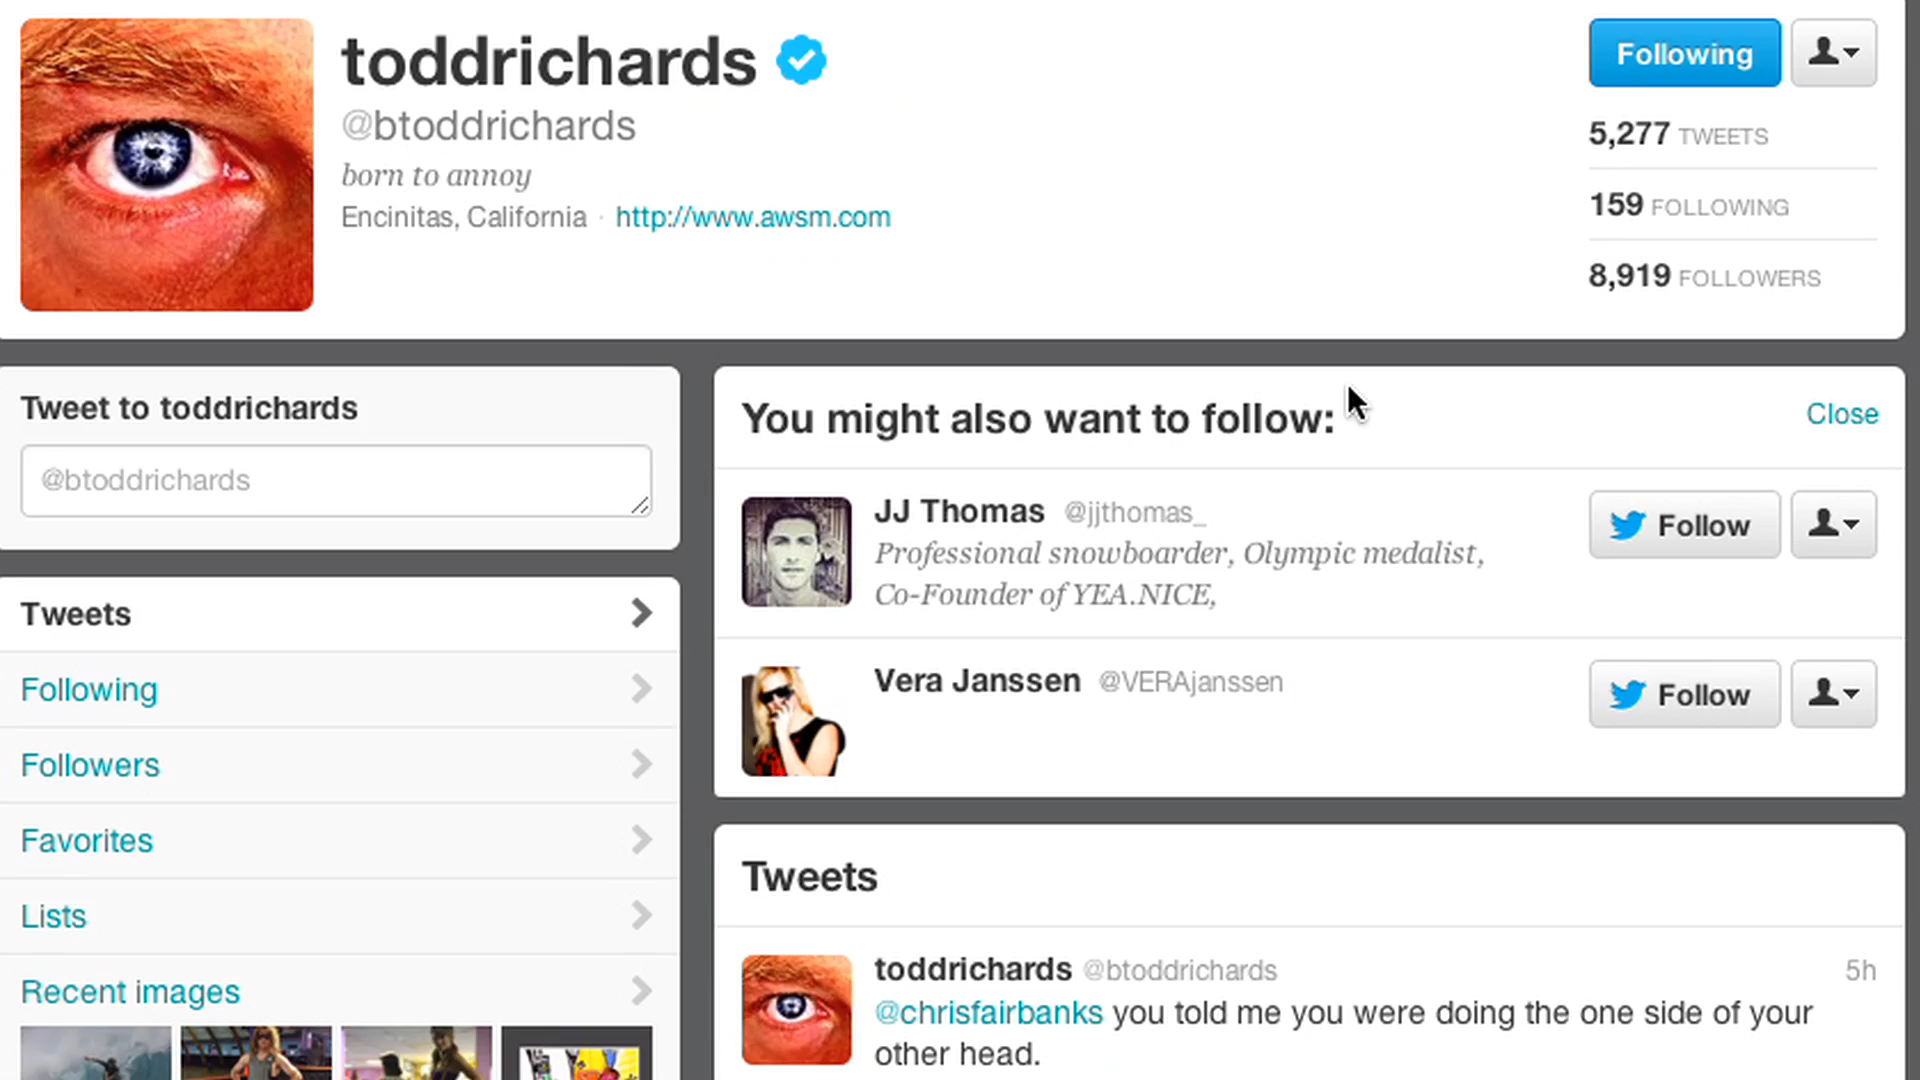 toddrichards
@btoddrichards
born to annoy
Encinitas, California · http://www.awsm.com
Following
5,277 TWEETS
159 FOLLOWING
8,919 FOLLOWERS
Tweet to toddrichards
@btoddrichards
Tweets
Following
Followers
Favorites
Lists
Recent images
You might also want to follow:
Close
JJ Thomas @jjthomas_
Professional snowboarder, Olympic medalist,
Co-Founder of YEA.NICE,
Follow
Vera Janssen @VERAjanssen
Follow
Tweets
toddrichards @btoddrichards 5h
@chrisfairbanks you told me you were doing the one side of your
other head.